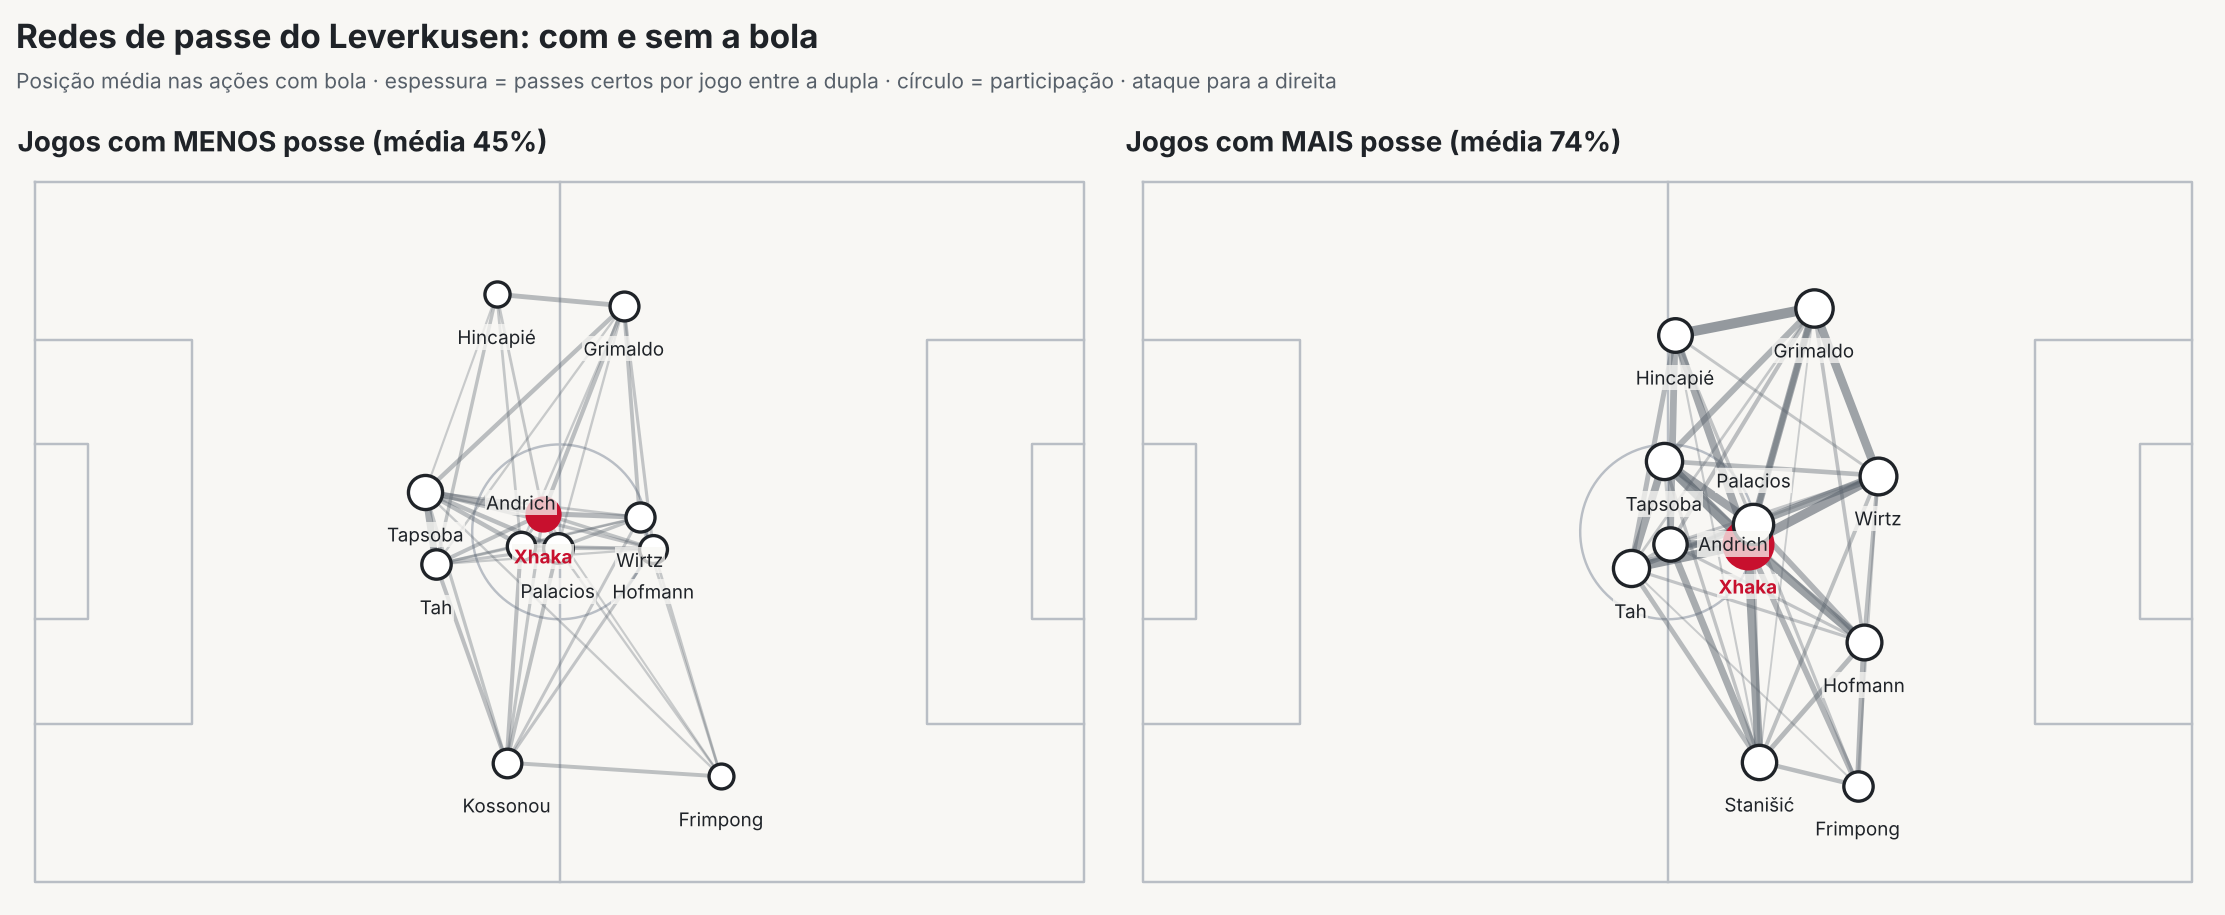 Redes de passe do Leverkusen: com e sem a bola
Posição média nas ações com bola · espessura = passes certos por jogo entre a dupla · círculo = participação · ataque para a direita
Jogos com MENOS posse (média 45%)
Hincapié
Grimaldo
Andrich
Tapsoba
Xhaka
Wirtz
Palacios
Hofmann
Tah
Kossonou
Frimpong
Jogos com MAIS posse (média 74%)
Grimaldo
Hincapié
Palacios
Tapsoba
Wirtz
Andrich
Xhaka
Tah
Hofmann
Stanišić
Frimpong